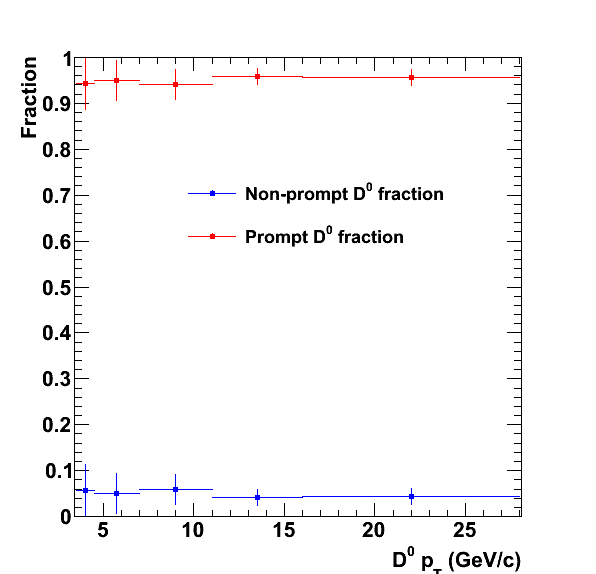 Fraction
1
0.9
0.8
0.7
0.6
0.5
0.4
0.3
0.2
0.1
0
Non-prompt D⁰ fraction
Prompt D⁰ fraction
5 10 15 20 25
D⁰ p_T (GeV/c)